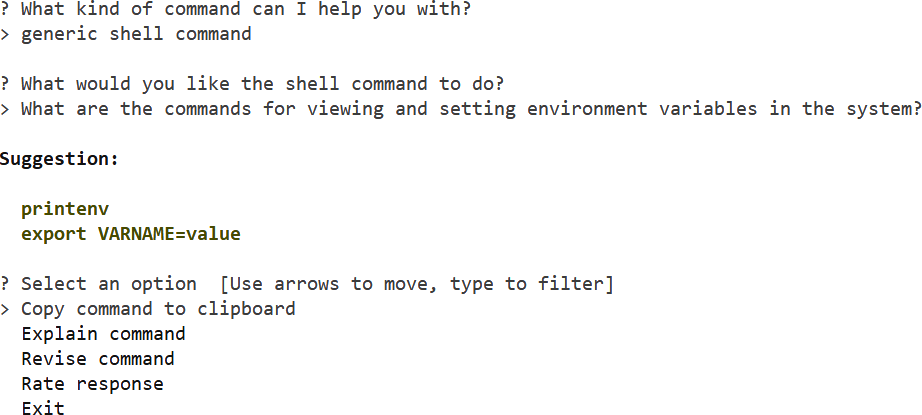 ? What kind of command can I help you with?
> generic shell command
? What would you like the shell command to do?
> What are the commands for viewing and setting environment variables in the system?
Suggestion:
printenv
export VARNAME=value
? Select an option  [Use arrows to move, type to filter]
> Copy command to clipboard
Explain command
Revise command
Rate response
Exit